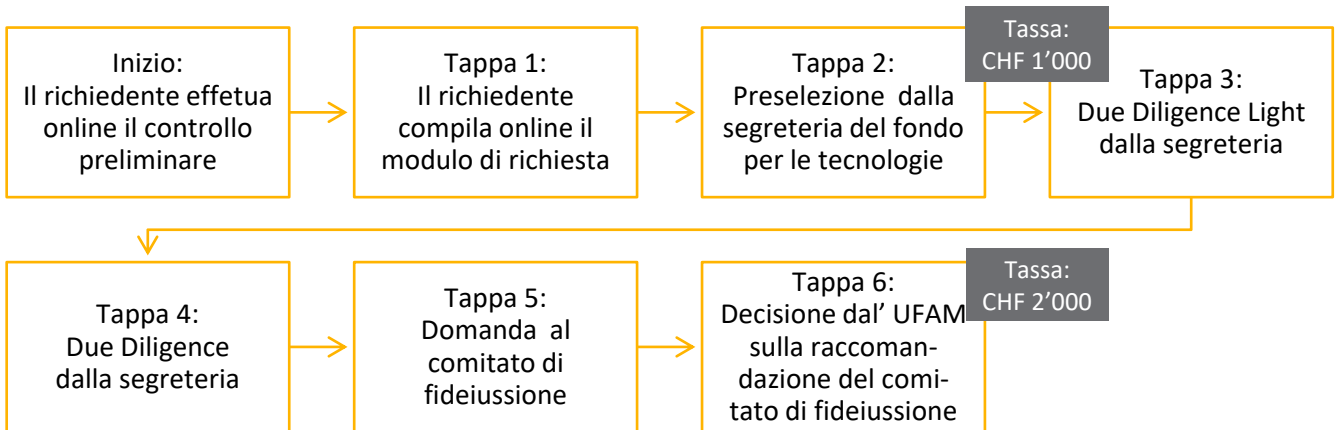 Inizio:
Il richiedente effetua
online il controllo
preliminare
Tappa 1:
Il richiedente
compila online il
modulo di richiesta
Tappa 2:
Preselezione dalla
segreteria del fondo
per le tecnologie
Tassa:
CHF 1’000
Tappa 3:
Due Diligence Light
dalla segreteria
Tappa 4:
Due Diligence
dalla segreteria
Tappa 5:
Domanda al
comitato di
fideiussione
Tappa 6:
Decisione dal’ UFAM
sulla raccoman-
dazione del comi-
tato di fideiussione
Tassa:
CHF 2’000